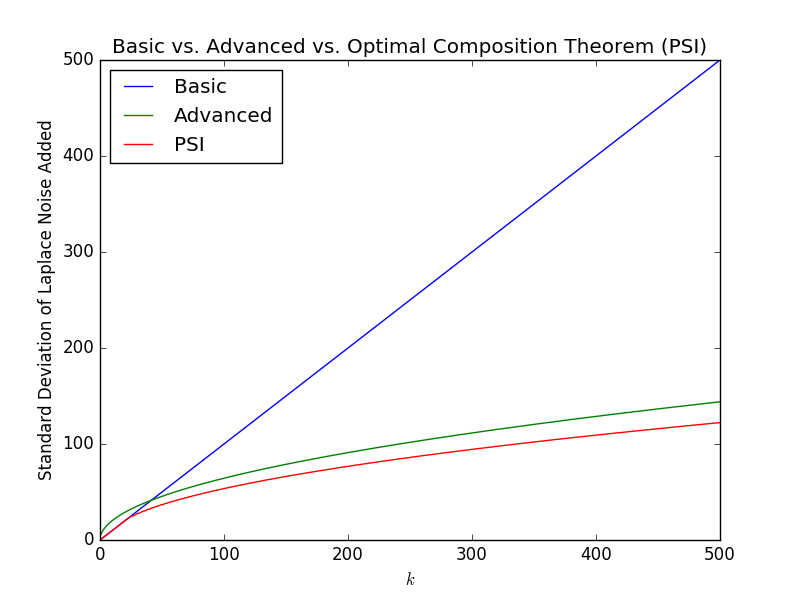 Basic vs. Advanced vs. Optimal Composition Theorem (PSI)
500
400
300
200
100
0
Standard Deviation of Laplace Noise Added
Basic
Advanced
PSI
0 100 200 300 400 500
k